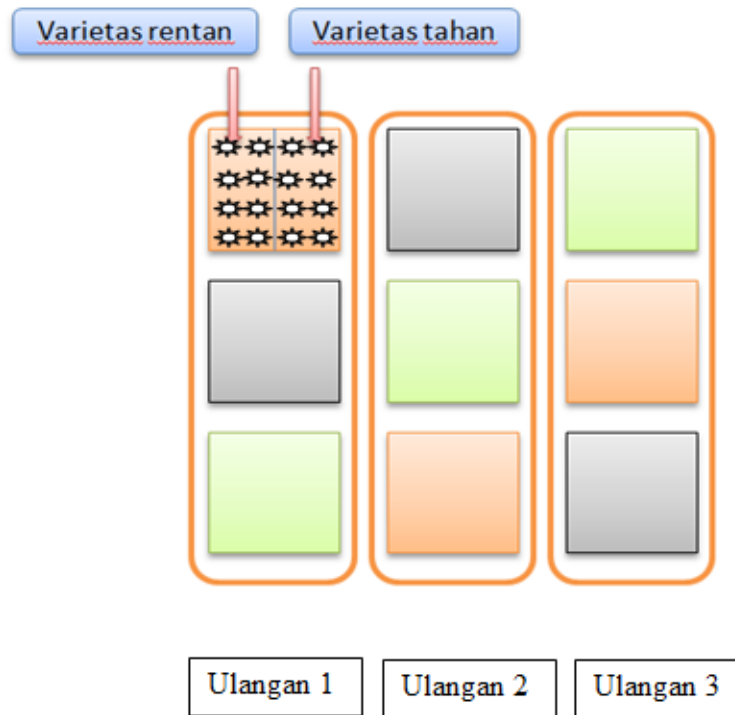 Varietas rentan
Varietas tahan
Ulangan 1
Ulangan 2
Ulangan 3